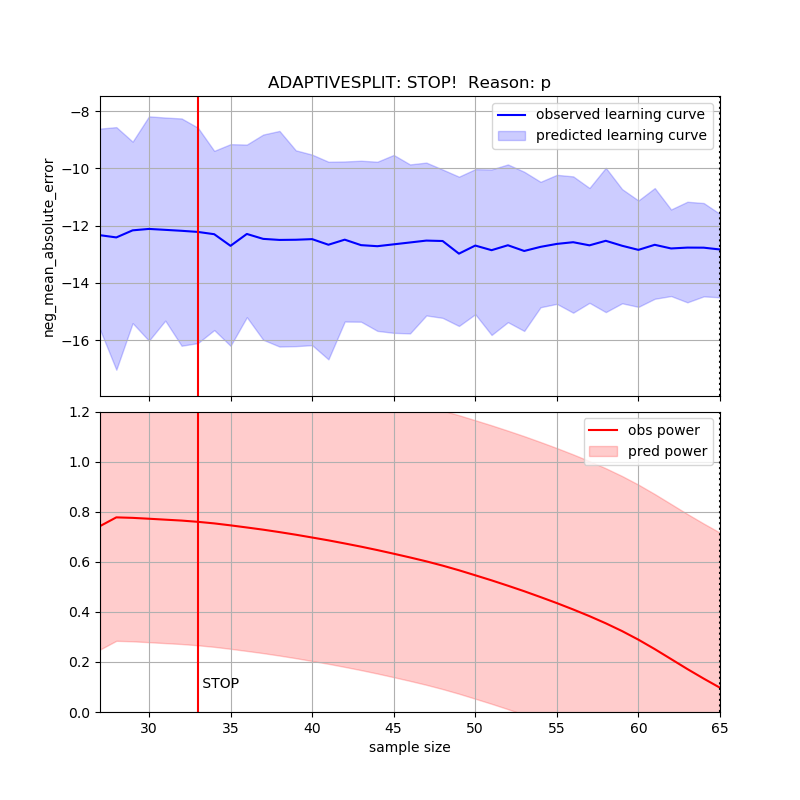 ADAPTIVESPLIT: STOP!  Reason: p
neg_mean_absolute_error
−8
−10
−12
−14
−16
observed learning curve
predicted learning curve
1.2
1.0
0.8
0.6
0.4
0.2
0.0
obs power
pred power
STOP
30 35 40 45 50 55 60 65
sample size